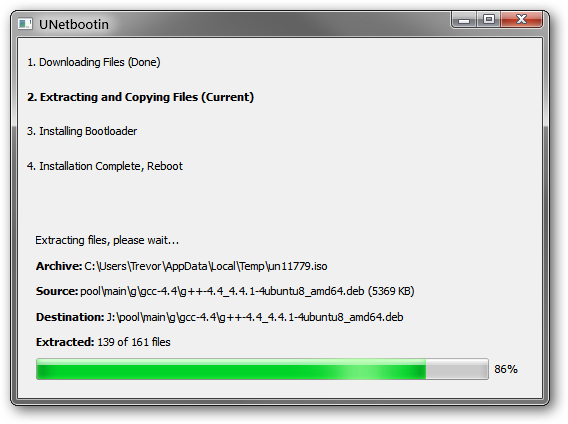 UNetbootin
1. Downloading Files (Done)
2. Extracting and Copying Files (Current)
3. Installing Bootloader
4. Installation Complete, Reboot
Extracting files, please wait...
Archive: C:\Users\Trevor\AppData\Local\Temp\un11779.iso
Source: pool\main\g\gcc-4.4\g++-4.4_4.4.1-4ubuntu8_amd64.deb (5369 KB)
Destination: J:\pool\main\g\gcc-4.4\g++-4.4_4.4.1-4ubuntu8_amd64.deb
Extracted: 139 of 161 files
86%